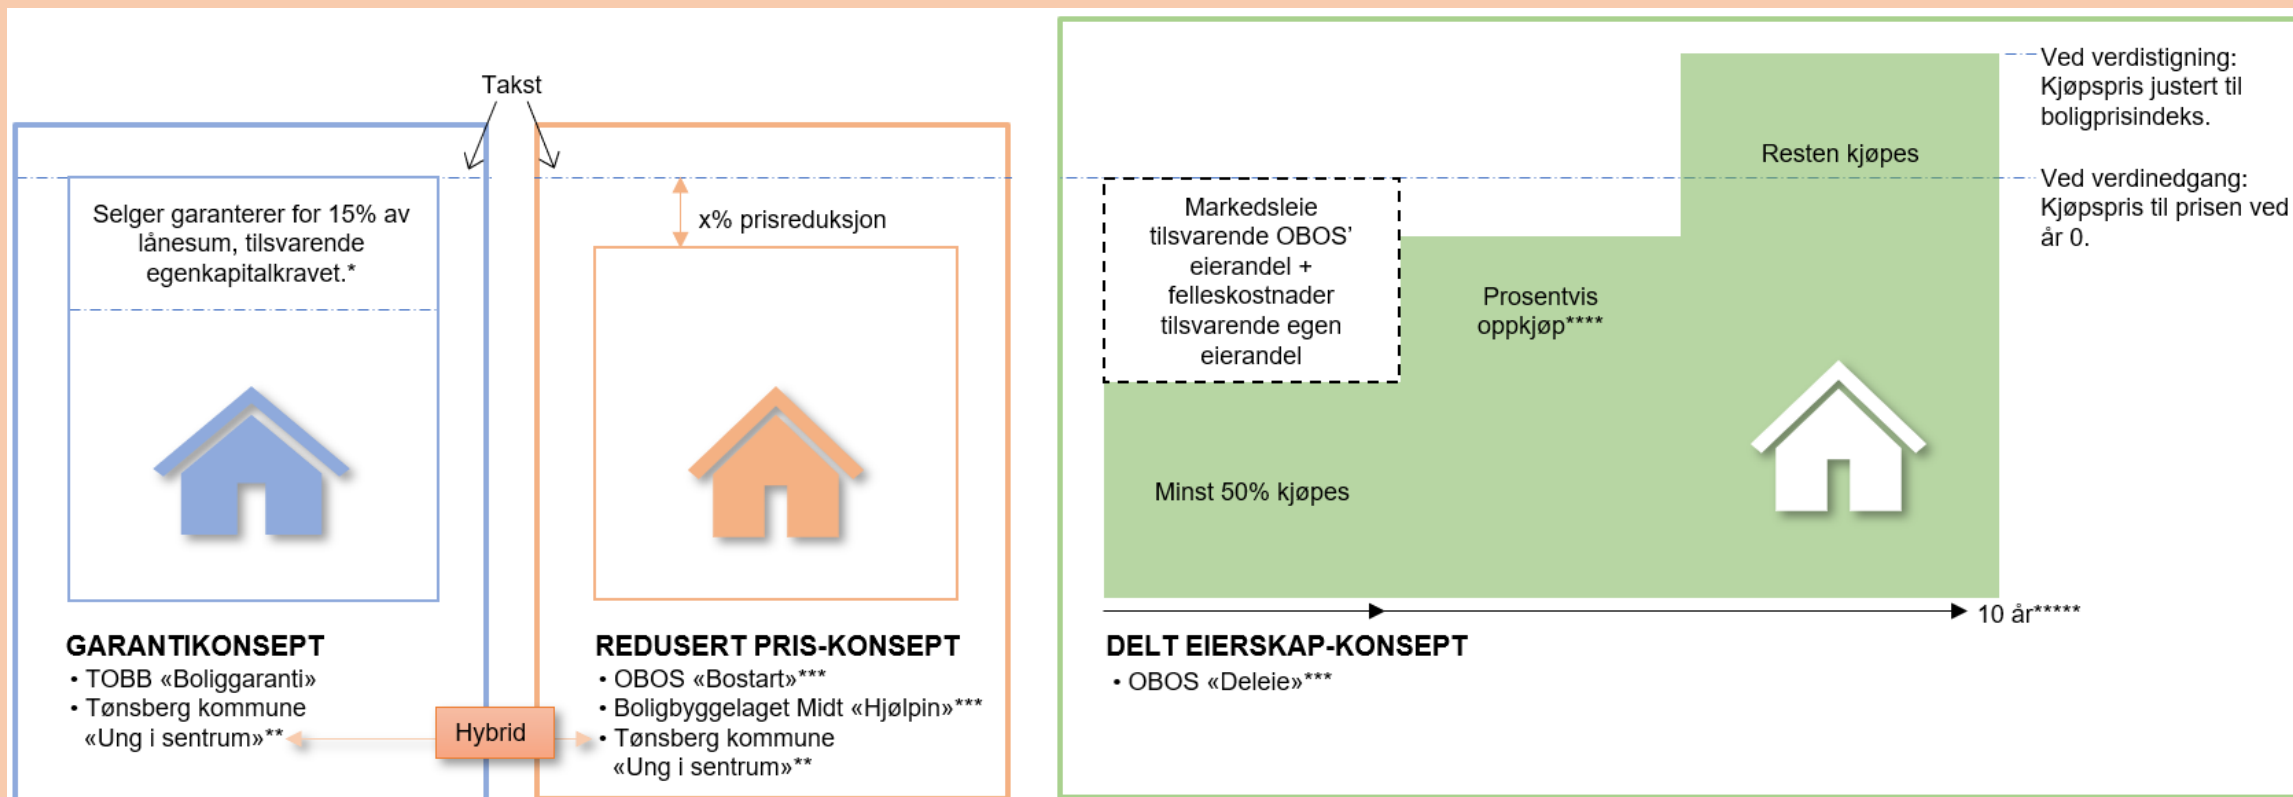 Takst
Selger garanterer for 15% av
lånesum, tilsvarende
egenkapitalkravet.*
GARANTIKONSEPT
• TOBB «Boliggaranti»
• Tønsberg kommune
«Ung i sentrum»**
Hybrid
x% prisreduksjon
REDUSERT PRIS-KONSEPT
• OBOS «Bostart»***
• Boligbyggelaget Midt «Hjølpin»***
• Tønsberg kommune
«Ung i sentrum»**
Markedsleie
tilsvarende OBOS’
eierandel +
felleskostnader
tilsvarende egen
eierandel
Minst 50% kjøpes
Prosentvis
oppkjøp****
Resten kjøpes
Ved verdistigning:
Kjøpspris justert til
boligprisindeks.
Ved verdinedgang:
Kjøpspris til prisen ved
år 0.
10 år*****
DELT EIERSKAP-KONSEPT
• OBOS «Deleie»***